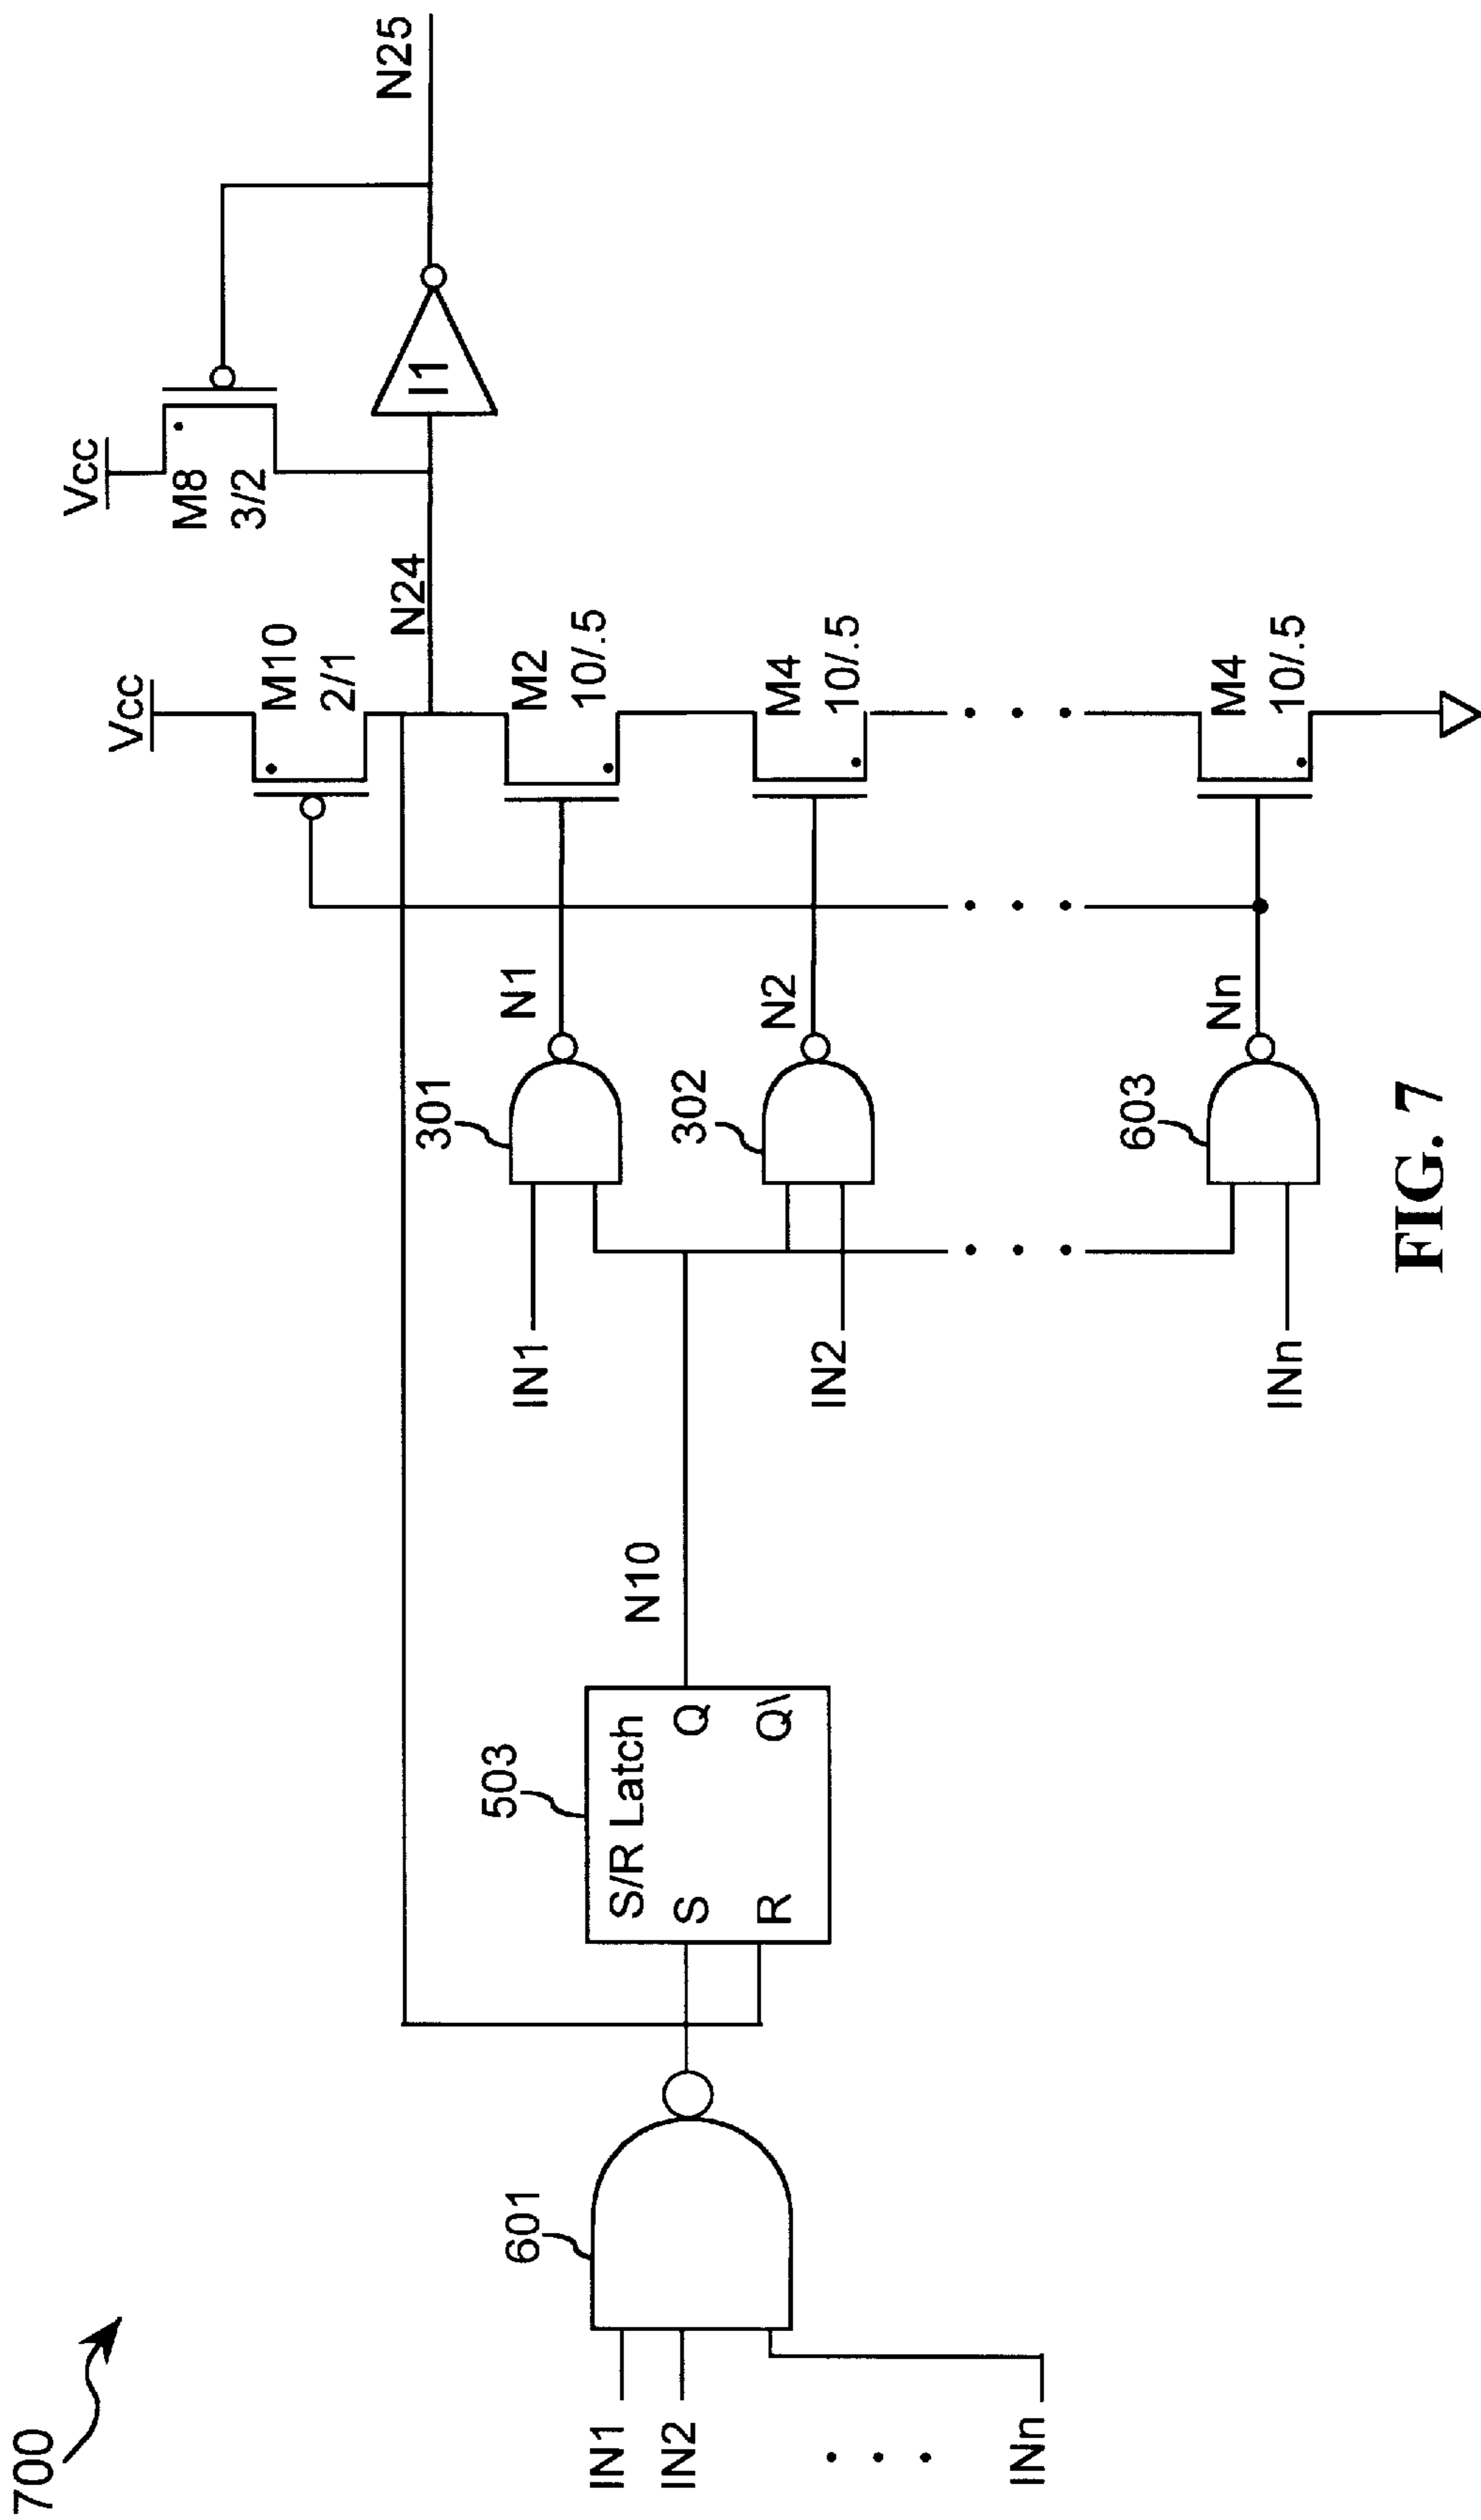 700
Vcc
M8
3/2
N25
I1
Vcc
M10
2/1
N24
M2
10/.5
M4
10/.5
M4
10/.5
301
N1
302
N2
603
Nn
IN1
IN2
INn
N10
503
S/R Latch
S
Q
R
Q\
601
IN1
IN2
INn
FIG. 7